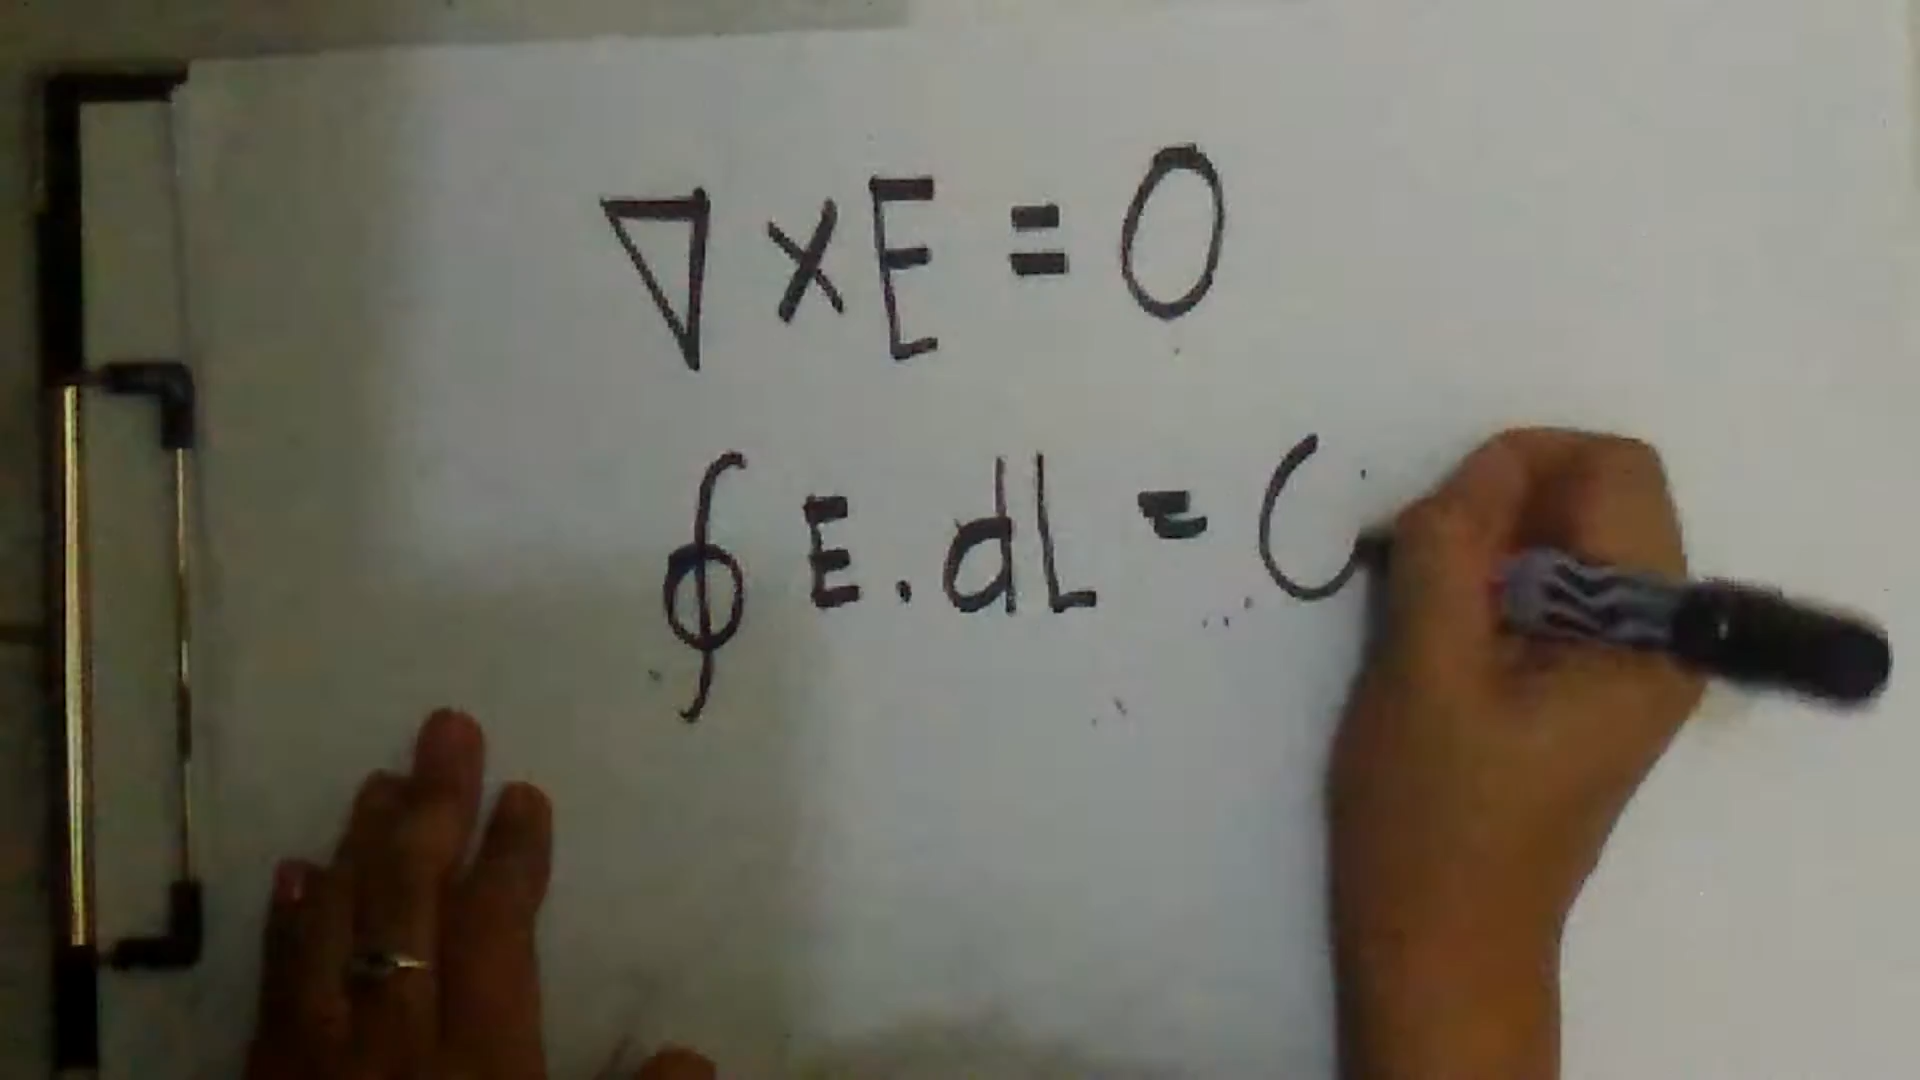 ∇ × E = 0
∮ E . dL =